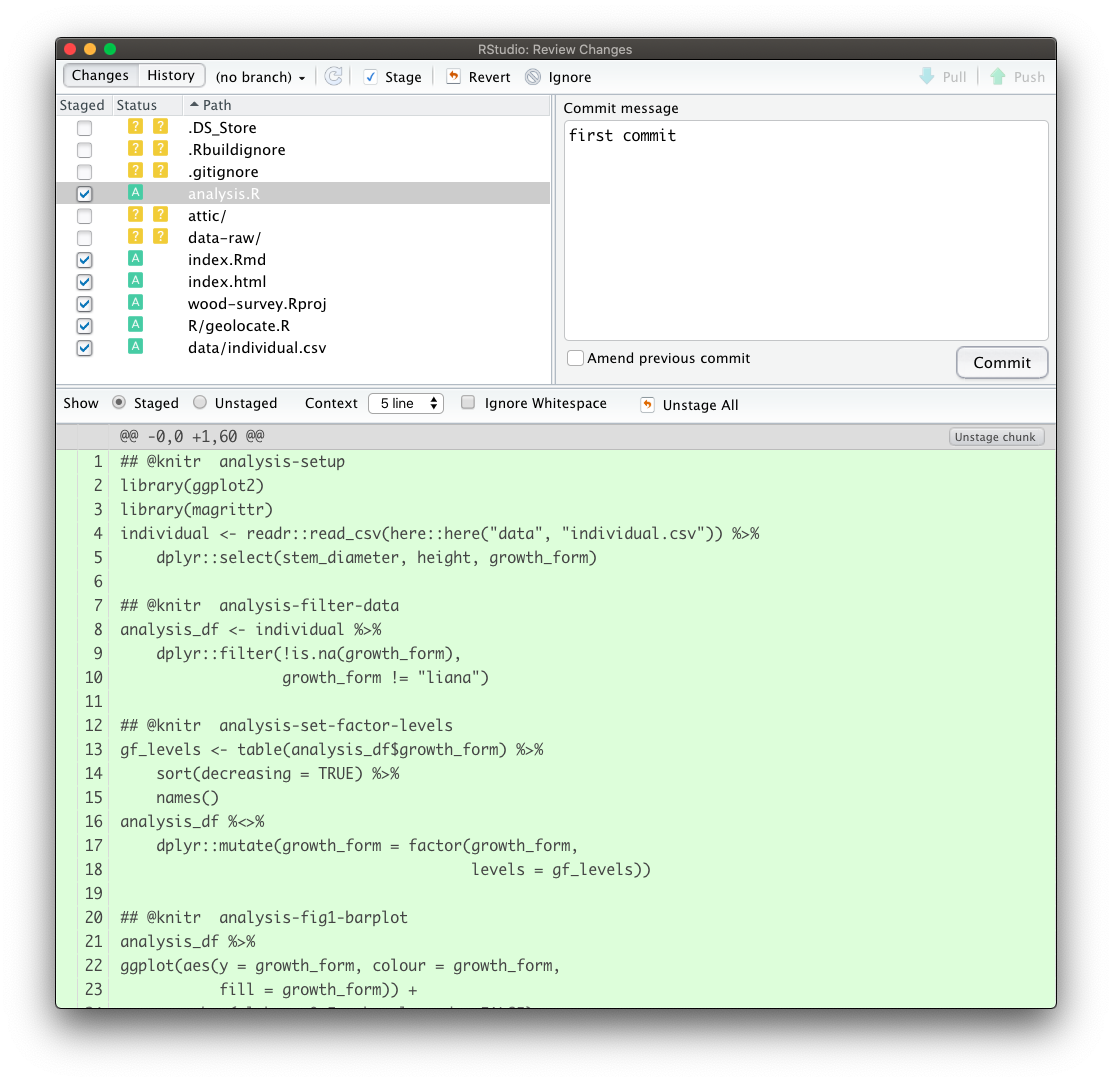 RStudio: Review Changes
Changes History (no branch) Stage Revert Ignore Pull Push
Staged Status Path
? ? .DS_Store
? ? .Rbuildignore
? ? .gitignore
A analysis.R
? ? attic/
? ? data-raw/
A index.Rmd
A index.html
A wood-survey.Rproj
A R/geolocate.R
A data/individual.csv
Commit message
first commit
Amend previous commit Commit
Show Staged Unstaged Context 5 line Ignore Whitespace Unstage All
@@ -0,0 +1,60 @@ Unstage chunk
1 ## @knitr  analysis-setup
2 library(ggplot2)
3 library(magrittr)
4 individual <- readr::read_csv(here::here("data", "individual.csv")) %>%
5     dplyr::select(stem_diameter, height, growth_form)
6
7 ## @knitr  analysis-filter-data
8 analysis_df <- individual %>%
9     dplyr::filter(!is.na(growth_form),
10                   growth_form != "liana")
11
12 ## @knitr  analysis-set-factor-levels
13 gf_levels <- table(analysis_df$growth_form) %>%
14     sort(decreasing = TRUE) %>%
15     names()
16 analysis_df %<>%
17     dplyr::mutate(growth_form = factor(growth_form,
18                                        levels = gf_levels))
19
20 ## @knitr  analysis-fig1-barplot
21 analysis_df %>%
22 ggplot(aes(y = growth_form, colour = growth_form,
23            fill = growth_form)) +